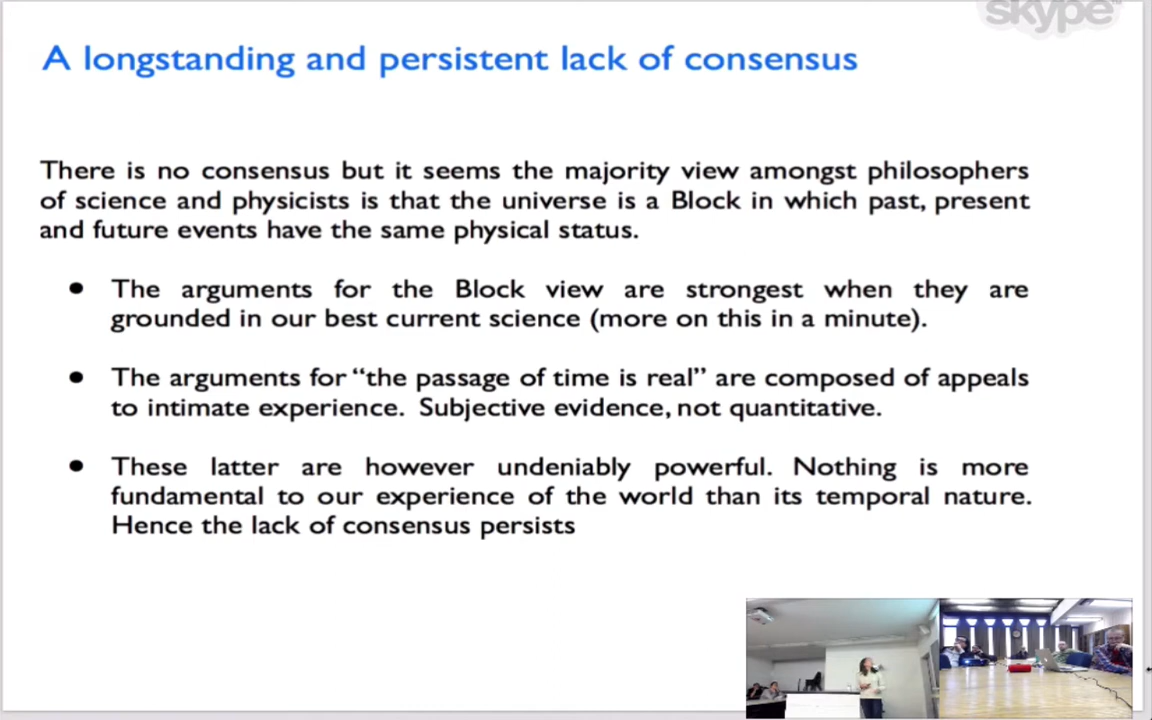 skype™
A longstanding and persistent lack of consensus
There is no consensus but it seems the majority view amongst philosophers
of science and physicists is that the universe is a Block in which past, present
and future events have the same physical status.
• The arguments for the Block view are strongest when they are
grounded in our best current science (more on this in a minute).
• The arguments for “the passage of time is real” are composed of appeals
to intimate experience. Subjective evidence, not quantitative.
• These latter are however undeniably powerful. Nothing is more
fundamental to our experience of the world than its temporal nature.
Hence the lack of consensus persists